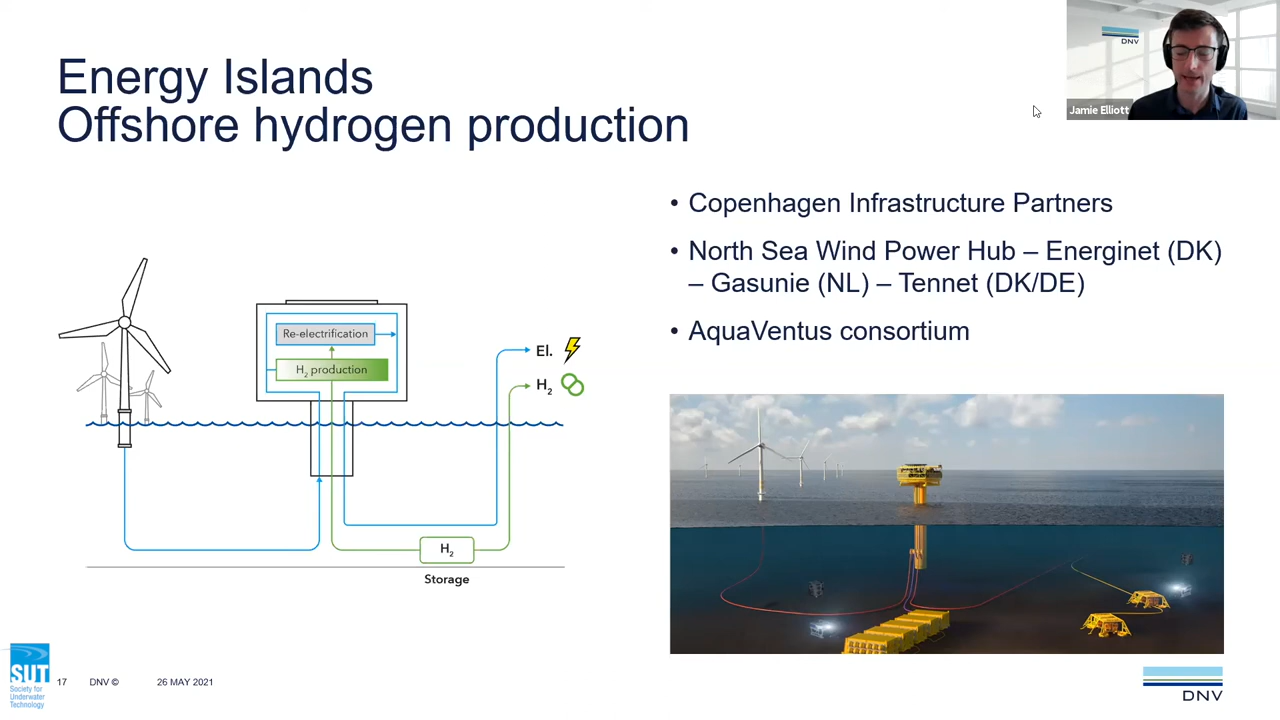 Energy Islands
Offshore hydrogen production
DNV
Jamie Elliott
• Copenhagen Infrastructure Partners
• North Sea Wind Power Hub – Energinet (DK)
– Gasunie (NL) – Tennet (DK/DE)
• AquaVentus consortium
Re-electrification
H₂ production
El.
H₂
H₂
Storage
SUT
Society for
Underwater
Technology
17 DNV © 26 MAY 2021
DNV